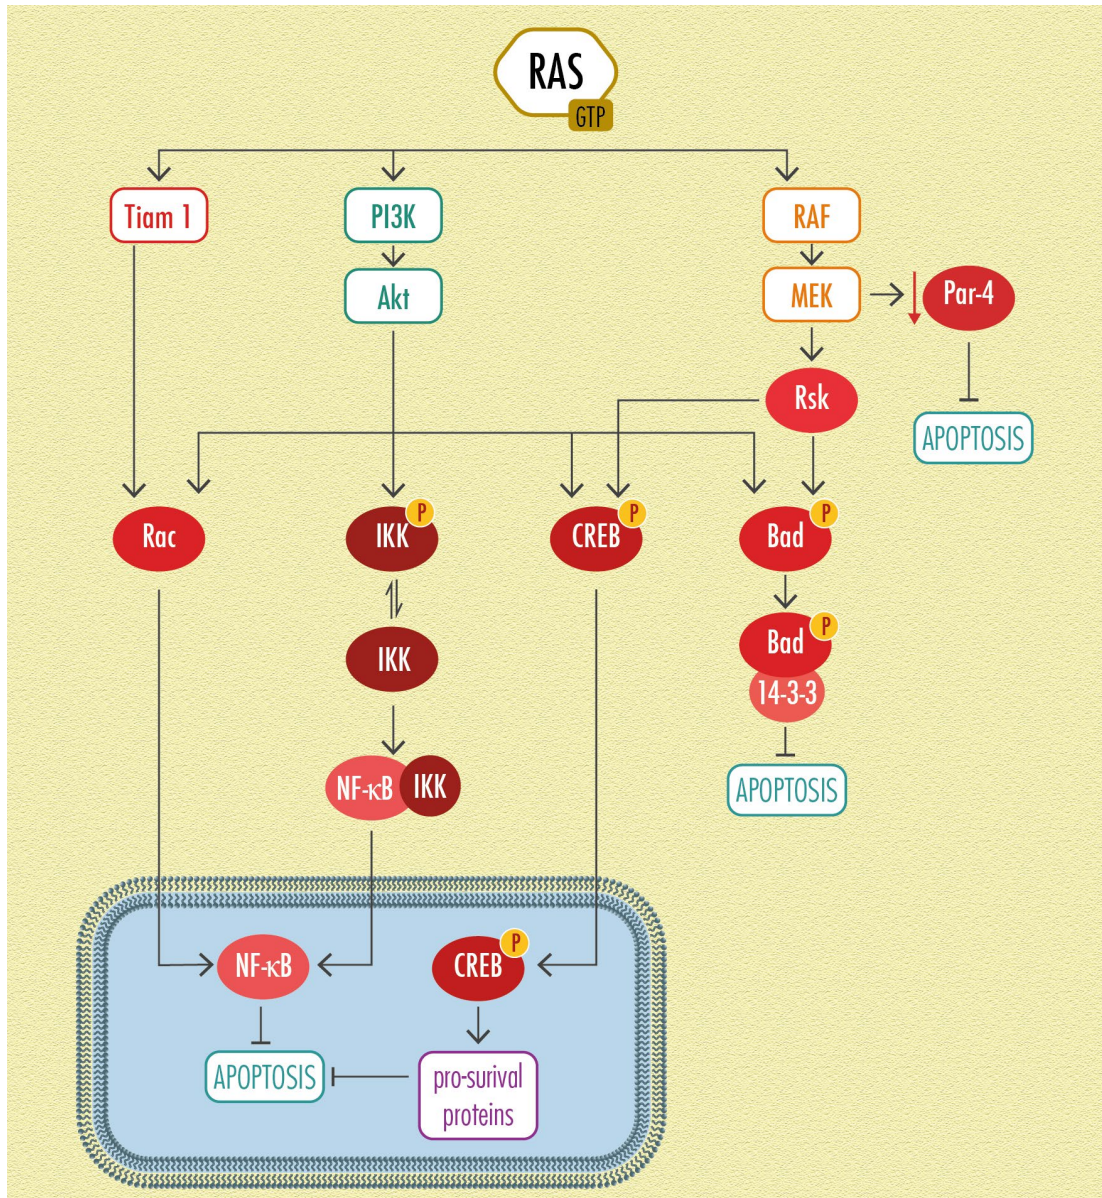 RAS
GTP
Tiam 1
PI3K
RAF
Akt
MEK
Par-4
Rsk
APOPTOSIS
Rac
IKK
P
CREB
P
Bad
P
IKK
Bad
P
14-3-3
NF-κB
IKK
APOPTOSIS
NF-κB
CREB
P
APOPTOSIS
pro-surival
proteins